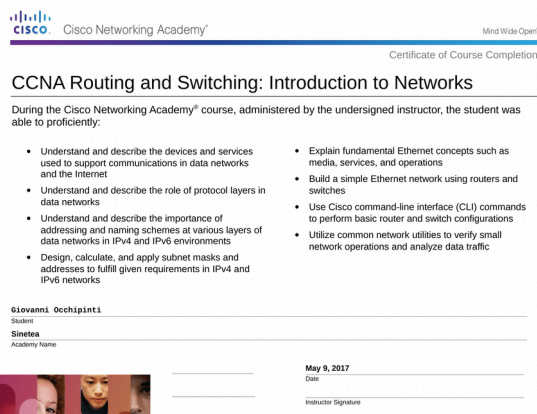 CISCO. Cisco Networking Academy®
Mind Wide Open
Certificate of Course Completion
CCNA Routing and Switching: Introduction to Networks
During the Cisco Networking Academy® course, administered by the undersigned instructor, the student was
able to proficiently:
• Understand and describe the devices and services
used to support communications in data networks
and the Internet
• Understand and describe the role of protocol layers in
data networks
• Understand and describe the importance of
addressing and naming schemes at various layers of
data networks in IPv4 and IPv6 environments
• Design, calculate, and apply subnet masks and
addresses to fulfill given requirements in IPv4 and
IPv6 networks
• Explain fundamental Ethernet concepts such as
media, services, and operations
• Build a simple Ethernet network using routers and
switches
• Use Cisco command-line interface (CLI) commands
to perform basic router and switch configurations
• Utilize common network utilities to verify small
network operations and analyze data traffic
Giovanni Occhipinti
Student
Sinetea
Academy Name
May 9, 2017
Date
Instructor Signature